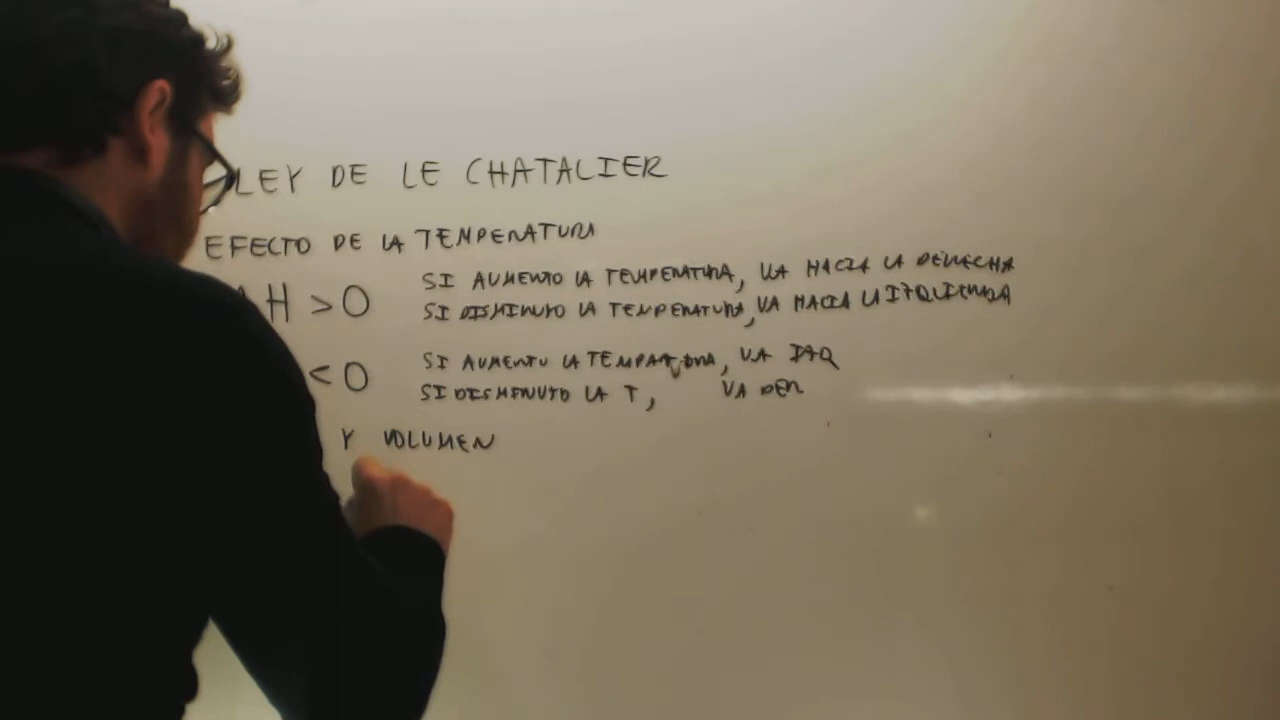 LEY DE LE CHATALIER
EFECTO DE LA TEMPERATURA
H > 0
SI AUMENTO LA TEMPERATURA, VA HACIA LA DERECHA
SI DISMINUYO LA TEMPERATURA, VA HACIA LA IZQUIERDA
< 0
SI AUMENTO LA TEMPARTURA, VA IZQ
SI DISMINUYO LA T, VA DER
Y VOLUMEN